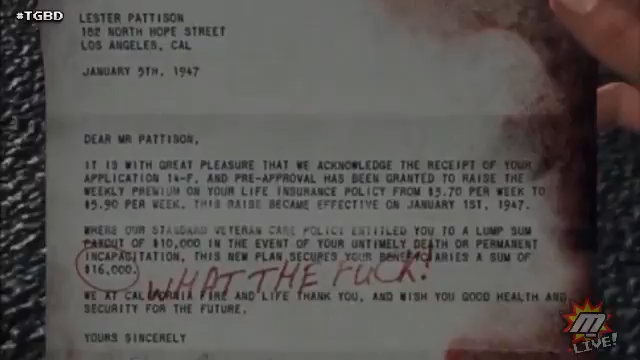 #TGBD
LESTER PATTISON
182 NORTH HOPE STREET
LOS ANGELES, CAL
JANUARY 5TH, 1947
DEAR MR PATTISON,
IT IS WITH GREAT PLEASURE THAT WE ACKNOWLEDGE THE RECEIPT OF YOUR
APPLICATION 14-F, AND PRE-APPROVAL HAS BEEN GRANTED TO RAISE THE
WEEKLY PREMIUM ON YOUR LIFE INSURANCE POLICY FROM $3.70 PER WEEK TO
$5.90 PER WEEK. THIS RAISE BECAME EFFECTIVE ON JANUARY 1ST, 1947.
WHERE OUR STANDARD VETERAN CARE POLICY ENTITLED YOU TO A LUMP SUM
PAYOUT OF $10,000 IN THE EVENT OF YOUR UNTIMELY DEATH OR PERMANENT
INCAPACITATION, THIS NEW PLAN SECURES YOUR BENEFICIARIES A SUM OF
$16,000.
WHAT THE FUCK!
WE AT CALIFORNIA FIRE AND LIFE THANK YOU, AND WISH YOU GOOD HEALTH AND
SECURITY FOR THE FUTURE.
YOURS SINCERELY
M
LIVE!